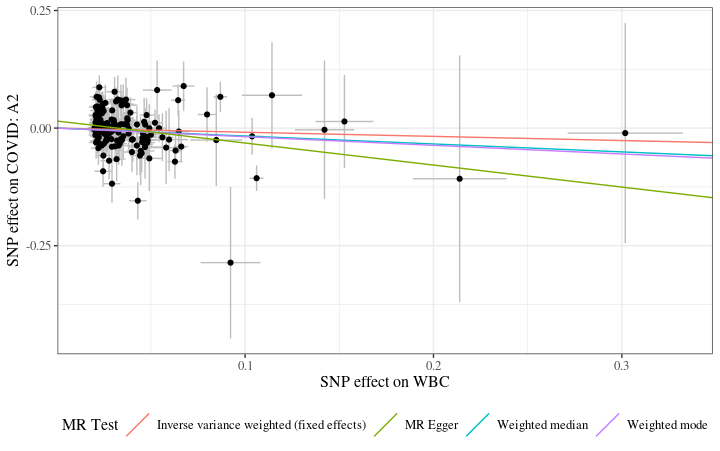 0.25
0.00
-0.25
SNP effect on COVID: A2
0.1
0.2
0.3
SNP effect on WBC
MR Test
Inverse variance weighted (fixed effects)
MR Egger
Weighted median
Weighted mode